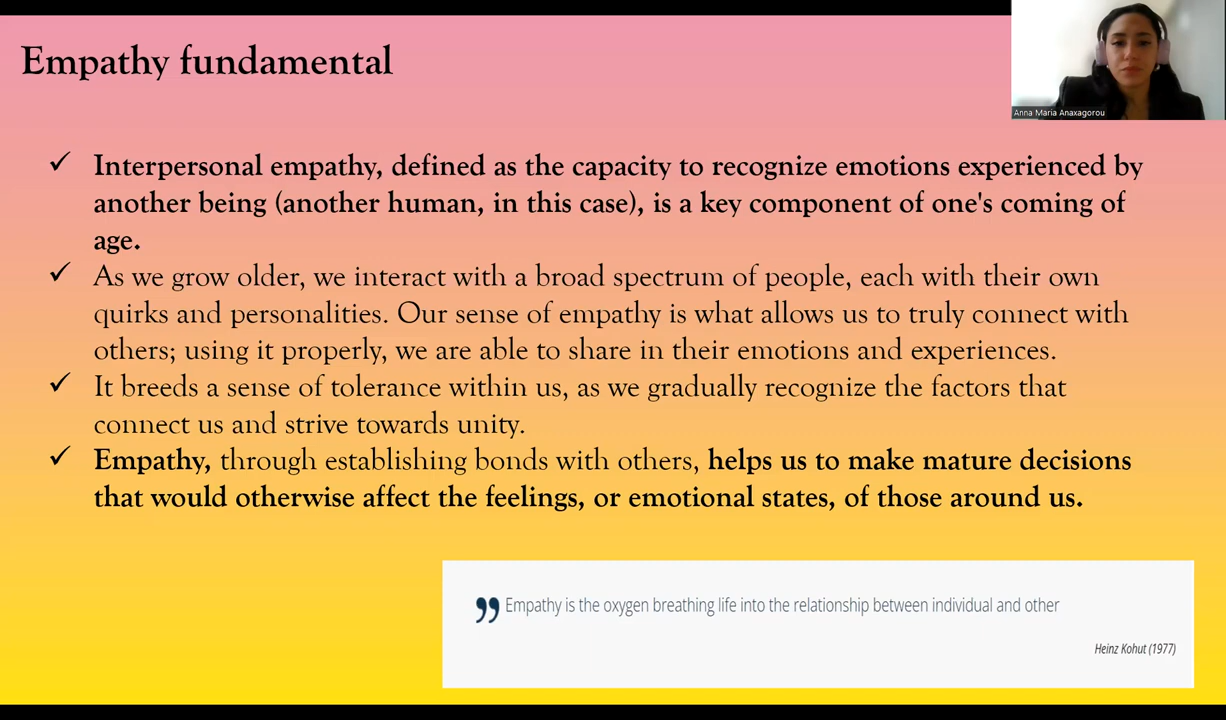 Empathy fundamental
Anna Maria Anaxagorou
✓ Interpersonal empathy, defined as the capacity to recognize emotions experienced by
another being (another human, in this case), is a key component of one's coming of
age.
✓ As we grow older, we interact with a broad spectrum of people, each with their own
quirks and personalities. Our sense of empathy is what allows us to truly connect with
others; using it properly, we are able to share in their emotions and experiences.
✓ It breeds a sense of tolerance within us, as we gradually recognize the factors that
connect us and strive towards unity.
✓ Empathy, through establishing bonds with others, helps us to make mature decisions
that would otherwise affect the feelings, or emotional states, of those around us.
” Empathy is the oxygen breathing life into the relationship between individual and other
Heinz Kohut (1977)